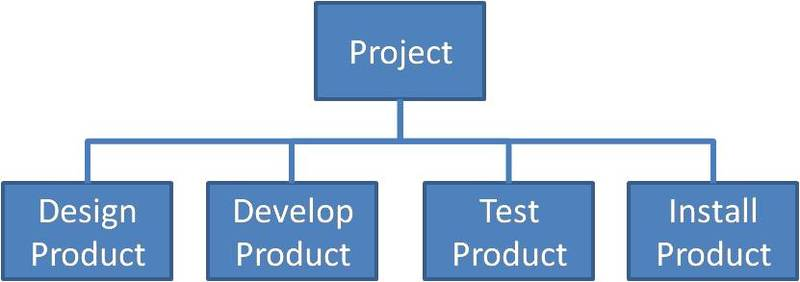 Project
Design
Product
Develop
Product
Test
Product
Install
Product